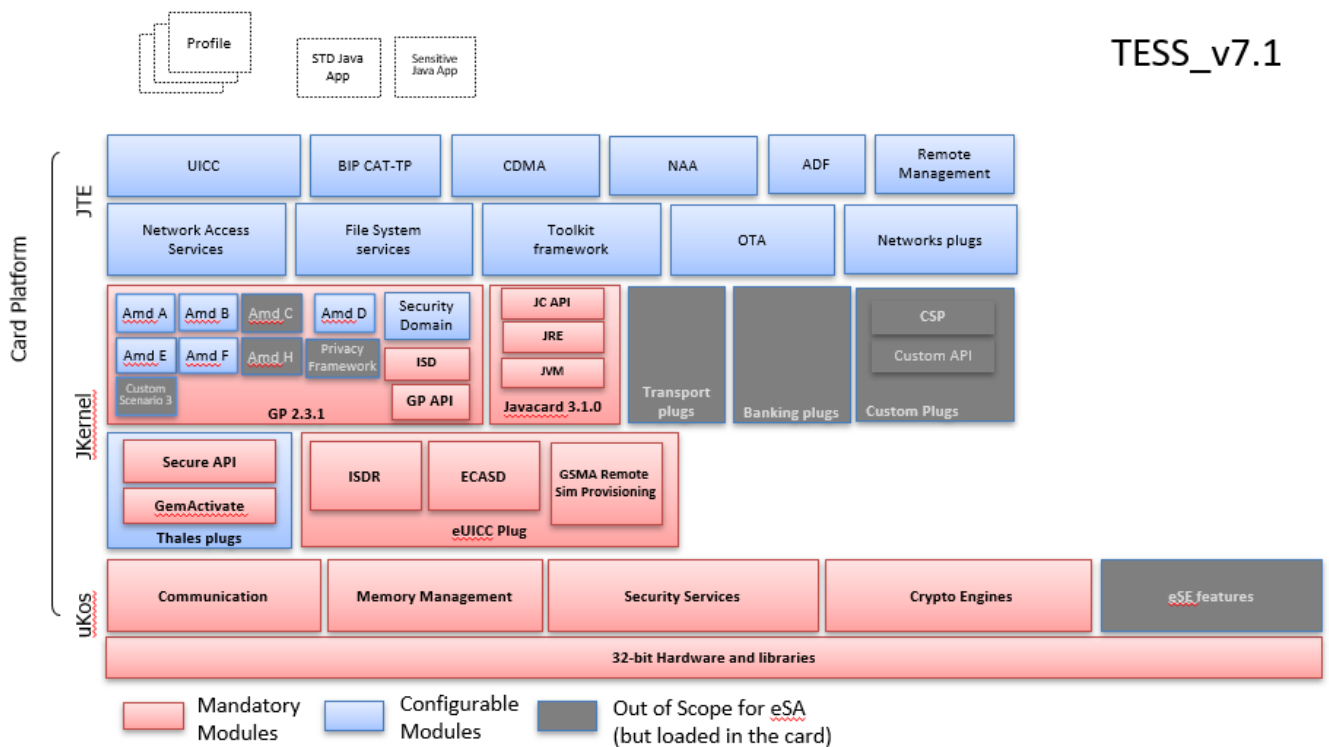 TESS_v7.1
Profile
STD Java
App
Sensitive
Java App
Card Platform
JTE
UICC
BIP CAT-TP
CDMA
NAA
ADF
Remote
Management
Network Access
Services
File System
services
Toolkit
framework
OTA
Networks plugs
JKernel
Amd A
Amd B
Amd C
Amd D
Security
Domain
Amd E
Amd F
Amd H
Privacy
Framework
ISD
Custom
Scenario 3
GP API
GP 2.3.1
JC API
JRE
JVM
Javacard 3.1.0
Transport
plugs
Banking plugs
CSP
Custom API
Custom Plugs
Secure API
GemActivate
Thales plugs
ISDR
ECASD
GSMA Remote
Sim Provisioning
eUICC Plug
uKos
Communication
Memory Management
Security Services
Crypto Engines
eSE features
32-bit Hardware and libraries
Mandatory
Modules
Configurable
Modules
Out of Scope for eSA
(but loaded in the card)